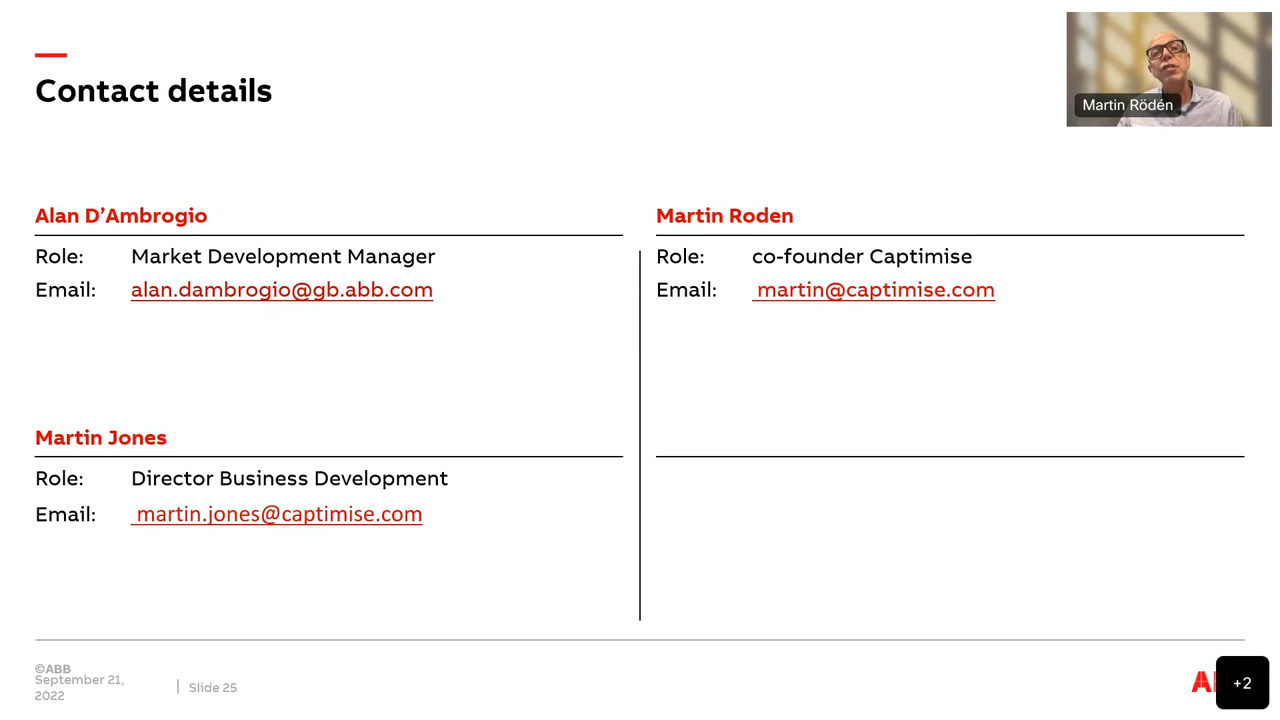 Contact details
Martin Rödén
Alan D’Ambrogio
Role: Market Development Manager
Email: alan.dambrogio@gb.abb.com
Martin Roden
Role: co-founder Captimise
Email: martin@captimise.com
Martin Jones
Role: Director Business Development
Email: martin.jones@captimise.com
©ABB
September 21,
2022
Slide 25
+2